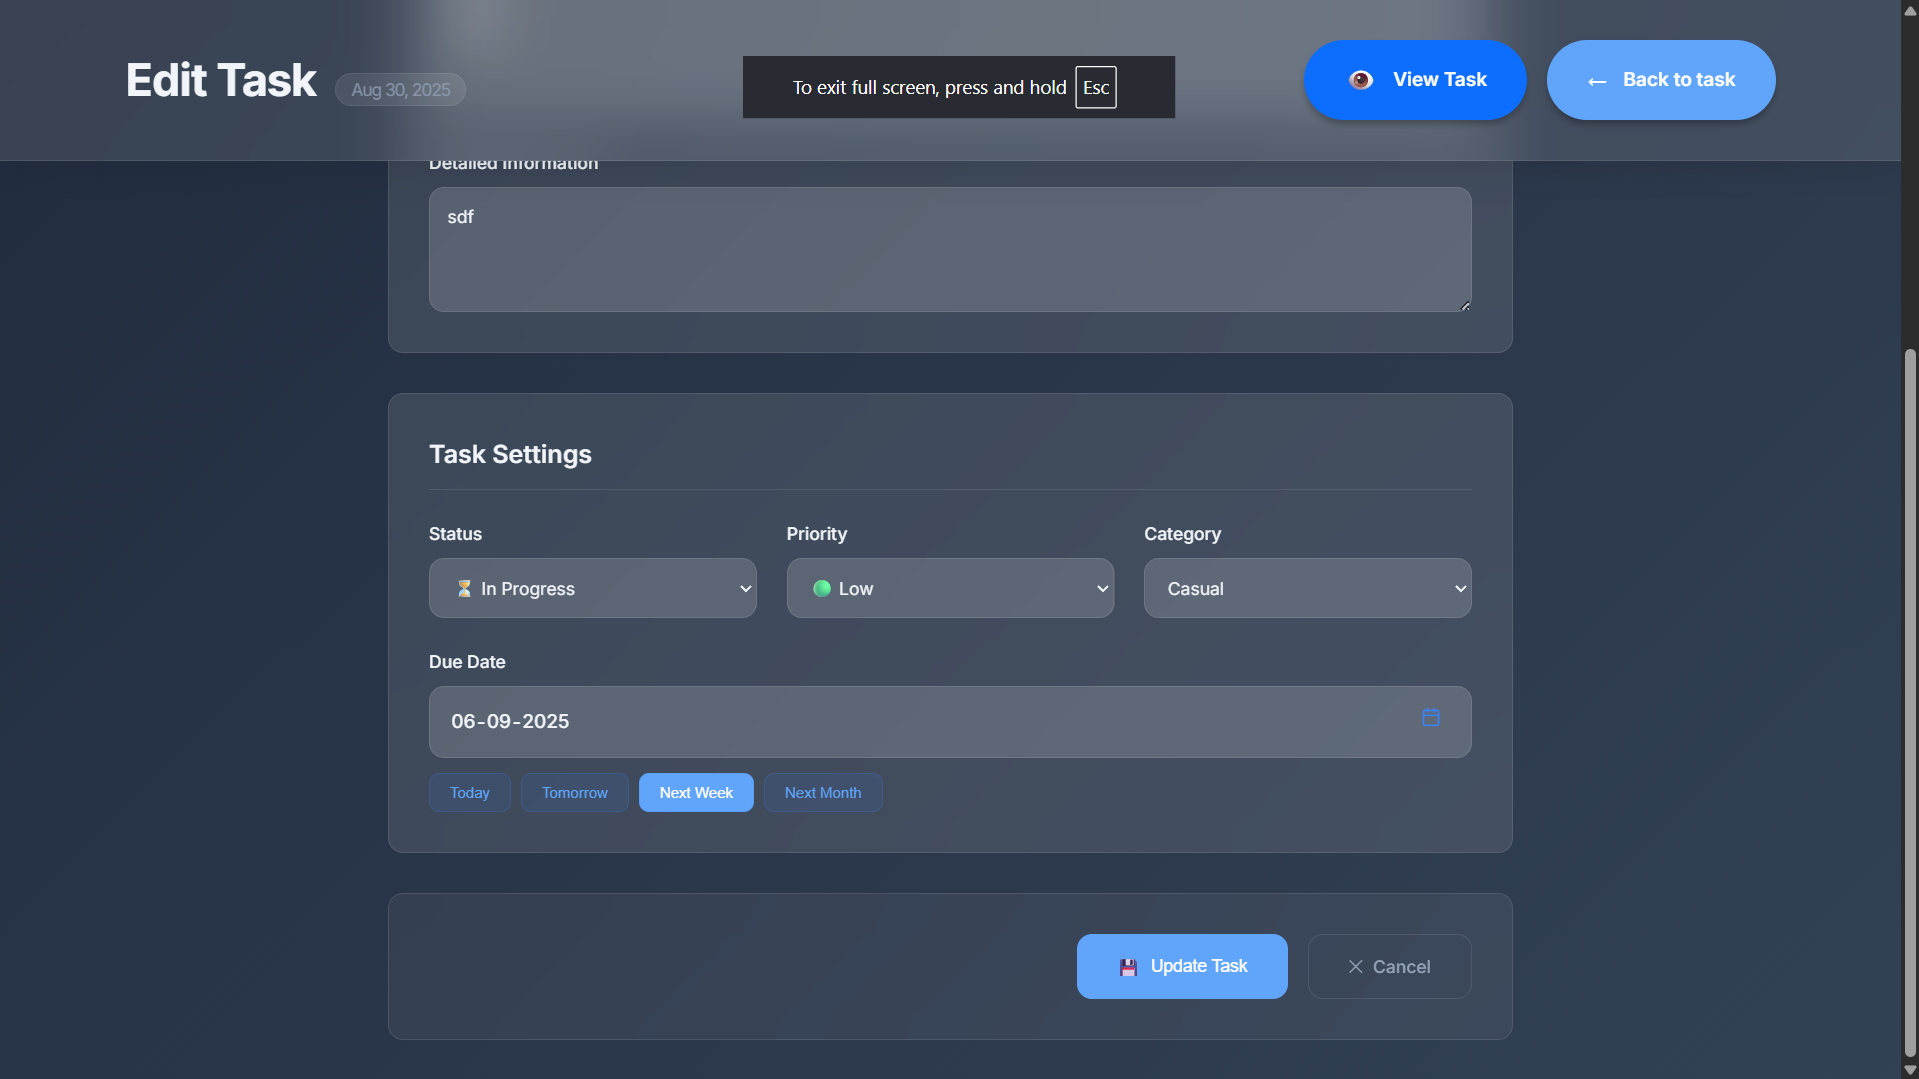 Edit Task
Aug 30, 2025
To exit full screen, press and hold Esc
View Task
← Back to task
Detailed Information
sdf
Task Settings
Status
Priority
Category
In Progress
Low
Casual
Due Date
06-09-2025
Today
Tomorrow
Next Week
Next Month
Update Task
Cancel